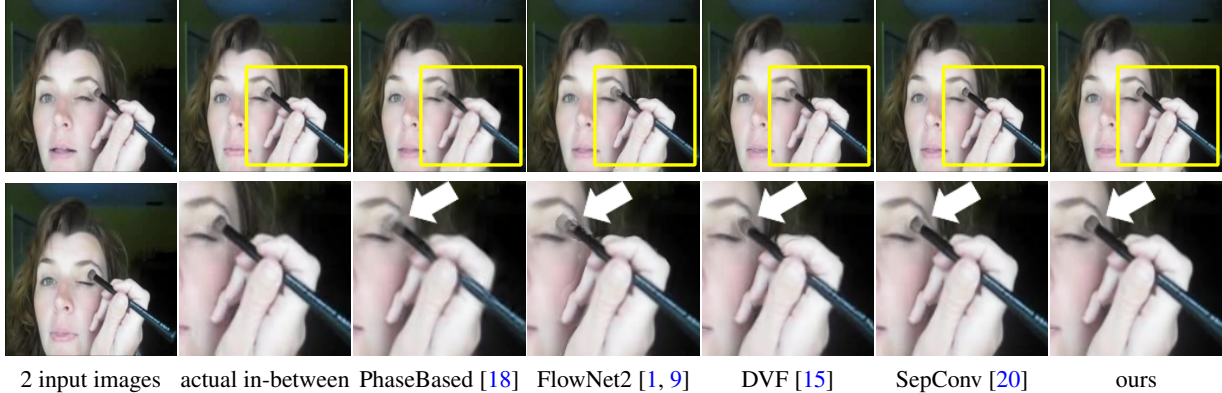 2 input images actual in-between PhaseBased [18] FlowNet2 [1, 9] DVF [15] SepConv [20] ours